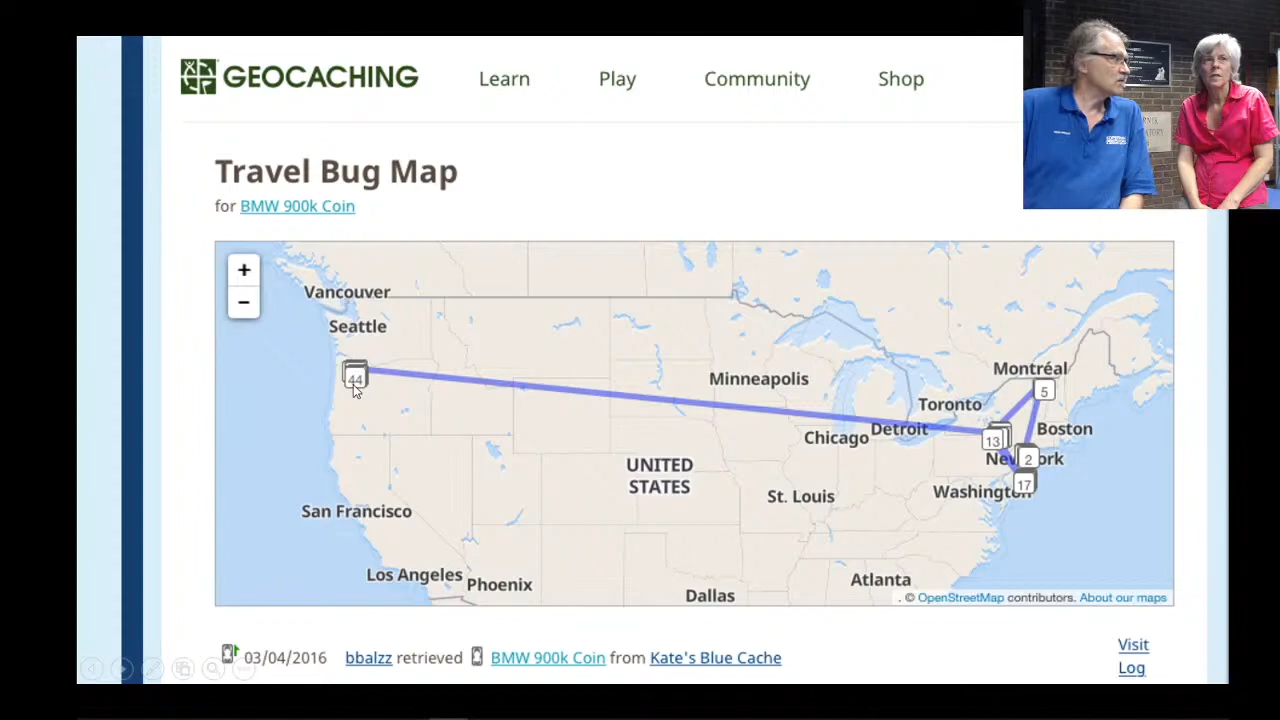 GEOCACHING
Learn
Play
Community
Shop
Travel Bug Map
for BMW 900k Coin
+
−
Vancouver
Seattle
44
Minneapolis
Montréal
5
Toronto
Detroit
Boston
Chicago
13
2
17
UNITED
STATES
St. Louis
Washington
San Francisco
Los Angeles
Phoenix
Dallas
Atlanta
. © OpenStreetMap contributors. About our maps
03/04/2016
bbalzz retrieved BMW 900k Coin from Kate's Blue Cache
Visit
Log